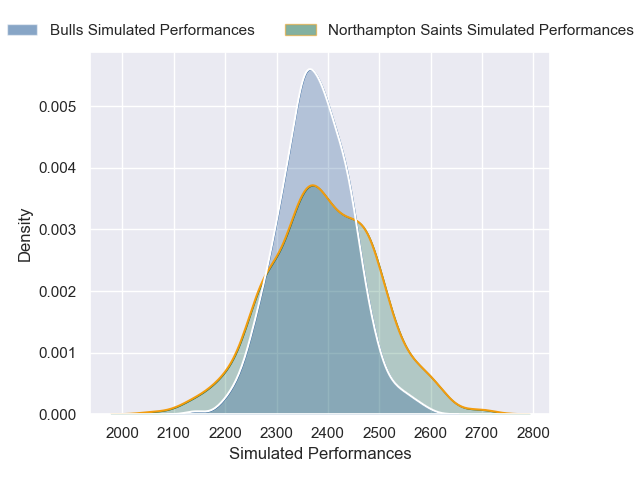 Bulls Simulated Performances
Northampton Saints Simulated Performances
0.005
0.004
0.003
0.002
0.001
0.000
Density
2000 2100 2200 2300 2400 2500 2600 2700 2800
Simulated Performances